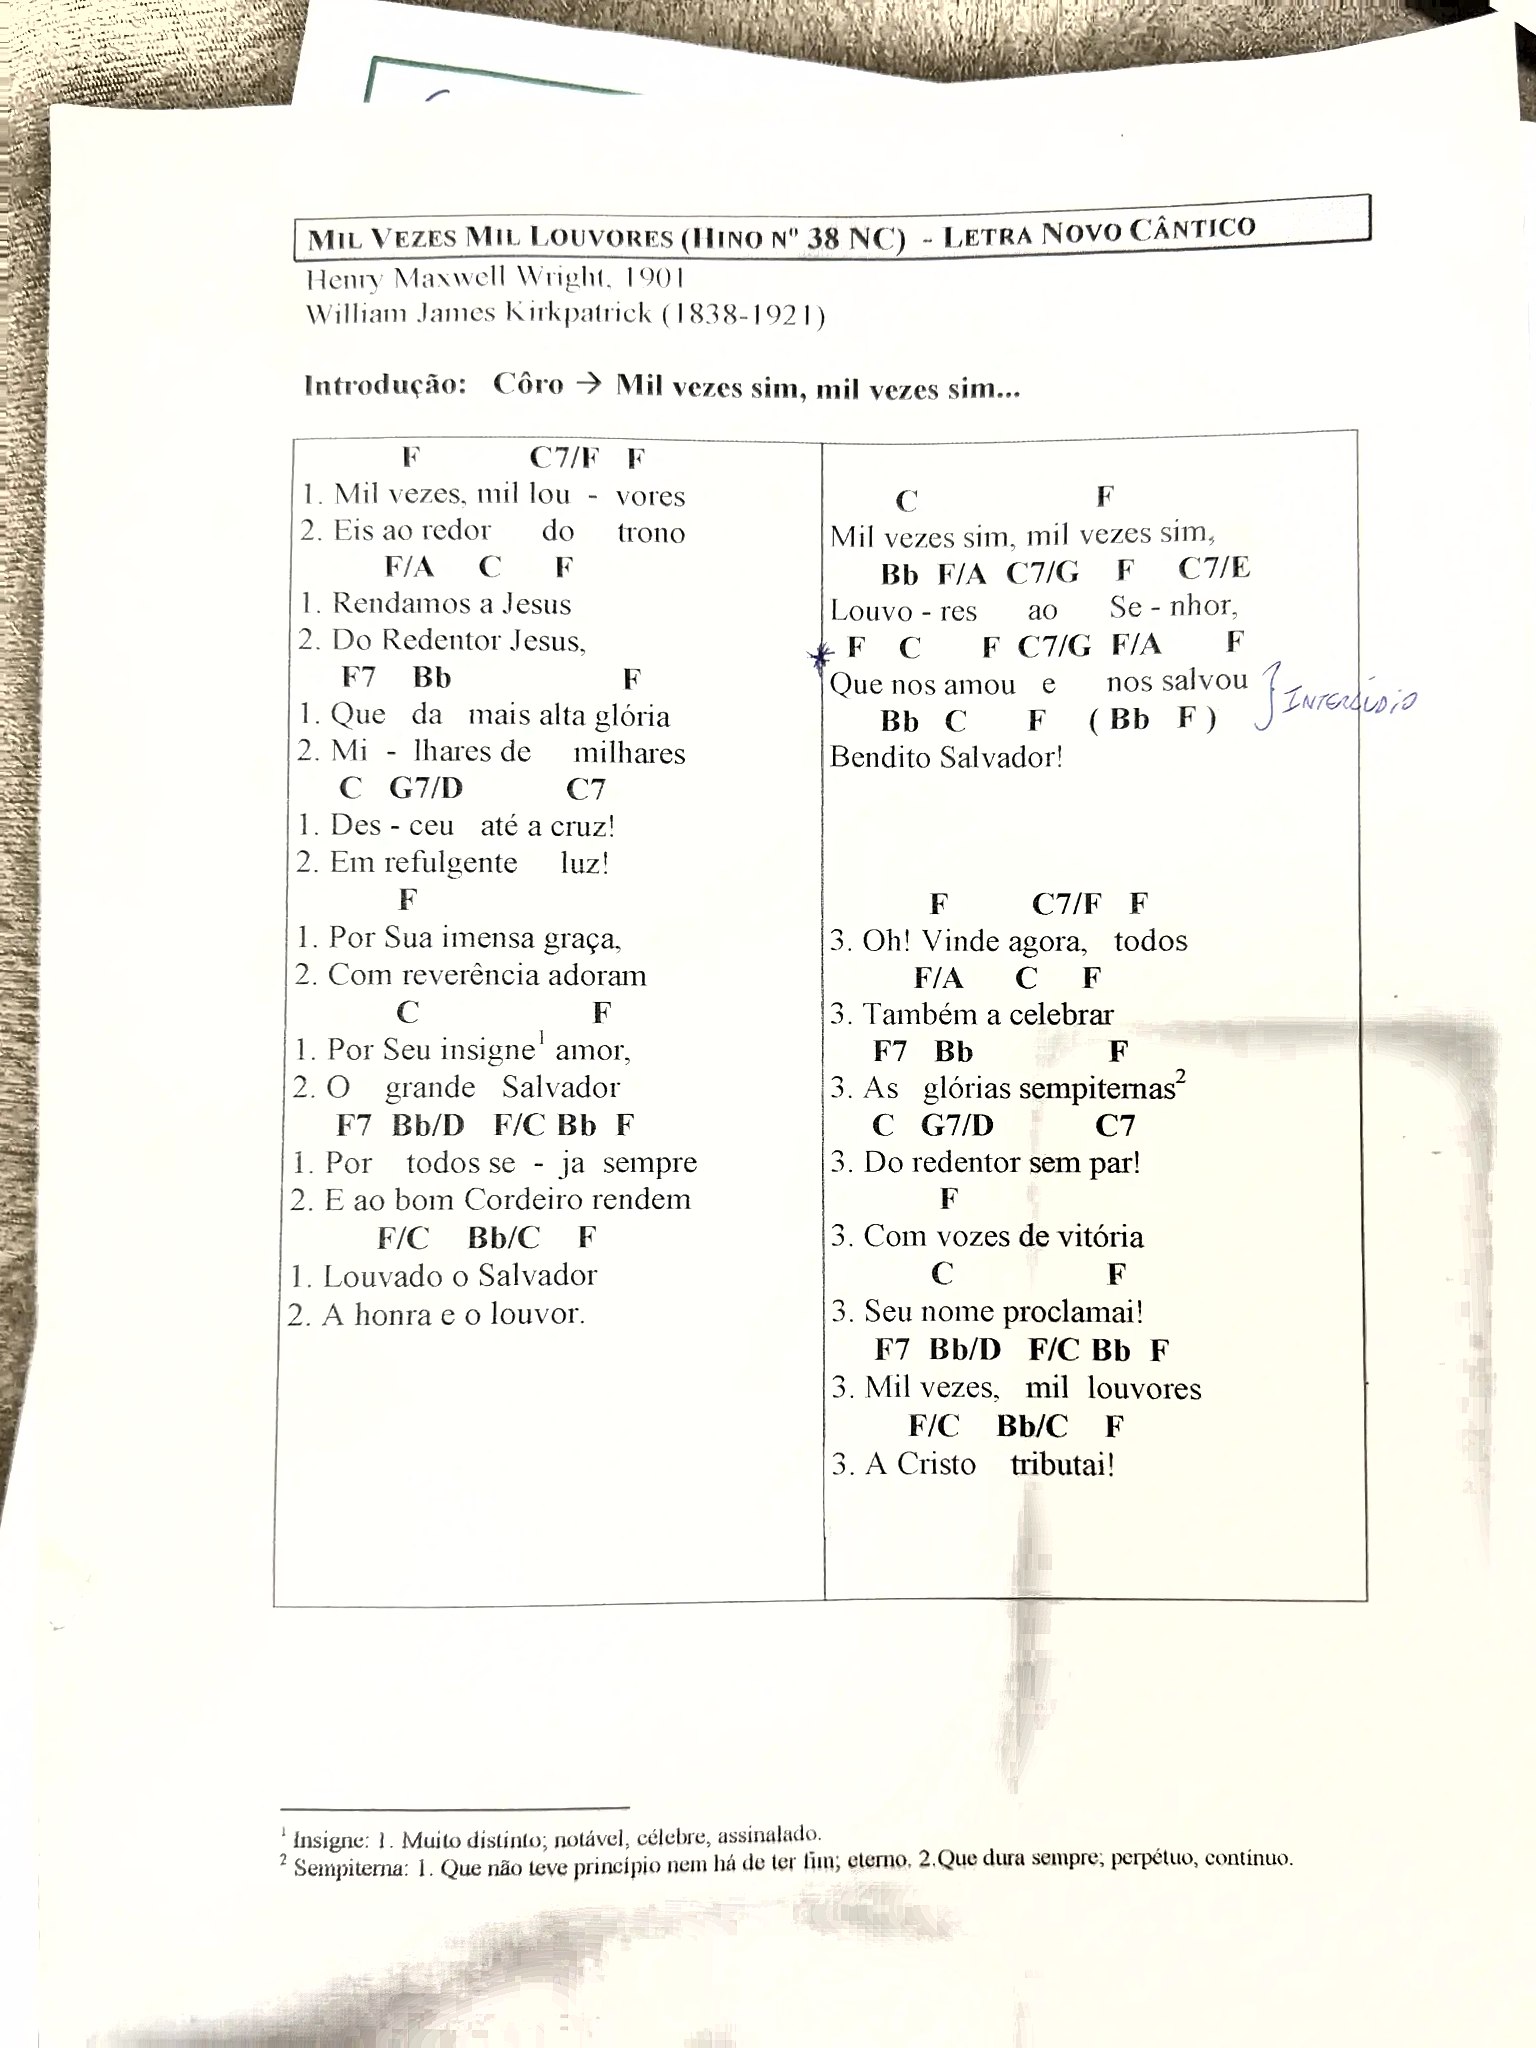 MIL VEZES MIL LOUVORES (HINO Nº 38 NC) - LETRA NOVO CÂNTICO
Henry Maxwell Wright, 1901
William James Kirkpatrick (1838-1921)
Introdução: Côro → Mil vezes sim, mil vezes sim...
F C7/F F
1. Mil vezes, mil lou - vores
2. Eis ao redor do trono
F/A C F
1. Rendamos a Jesus
2. Do Redentor Jesus,
F7 Bb F
1. Que da mais alta glória
2. Mi - lhares de milhares
C G7/D C7
1. Des - ceu até a cruz!
2. Em refulgente luz!
F
1. Por Sua imensa graça,
2. Com reverência adoram
C F
1. Por Seu insigne¹ amor,
2. O grande Salvador
F7 Bb/D F/C Bb F
1. Por todos se - ja sempre
2. E ao bom Cordeiro rendem
F/C Bb/C F
1. Louvado o Salvador
2. A honra e o louvor.
C F
Mil vezes sim, mil vezes sim,
Bb F/A C7/G F C7/E
Louvo - res ao Se - nhor,
* F C F C7/G F/A F
Que nos amou e nos salvou
INTERLÚDIO
Bb C F ( Bb F )
Bendito Salvador!
F C7/F F
3. Oh! Vinde agora, todos
F/A C F
3. Também a celebrar
F7 Bb F
3. As glórias sempiternas²
C G7/D C7
3. Do redentor sem par!
F
3. Com vozes de vitória
C F
3. Seu nome proclamai!
F7 Bb/D F/C Bb F
3. Mil vezes, mil louvores
F/C Bb/C F
3. A Cristo tributai!
¹ Insigne: 1. Muito distinto; notável, célebre, assinalado.
² Sempiterna: 1. Que não teve princípio nem há de ter fim; eterno. 2.Que dura sempre; perpétuo, contínuo.